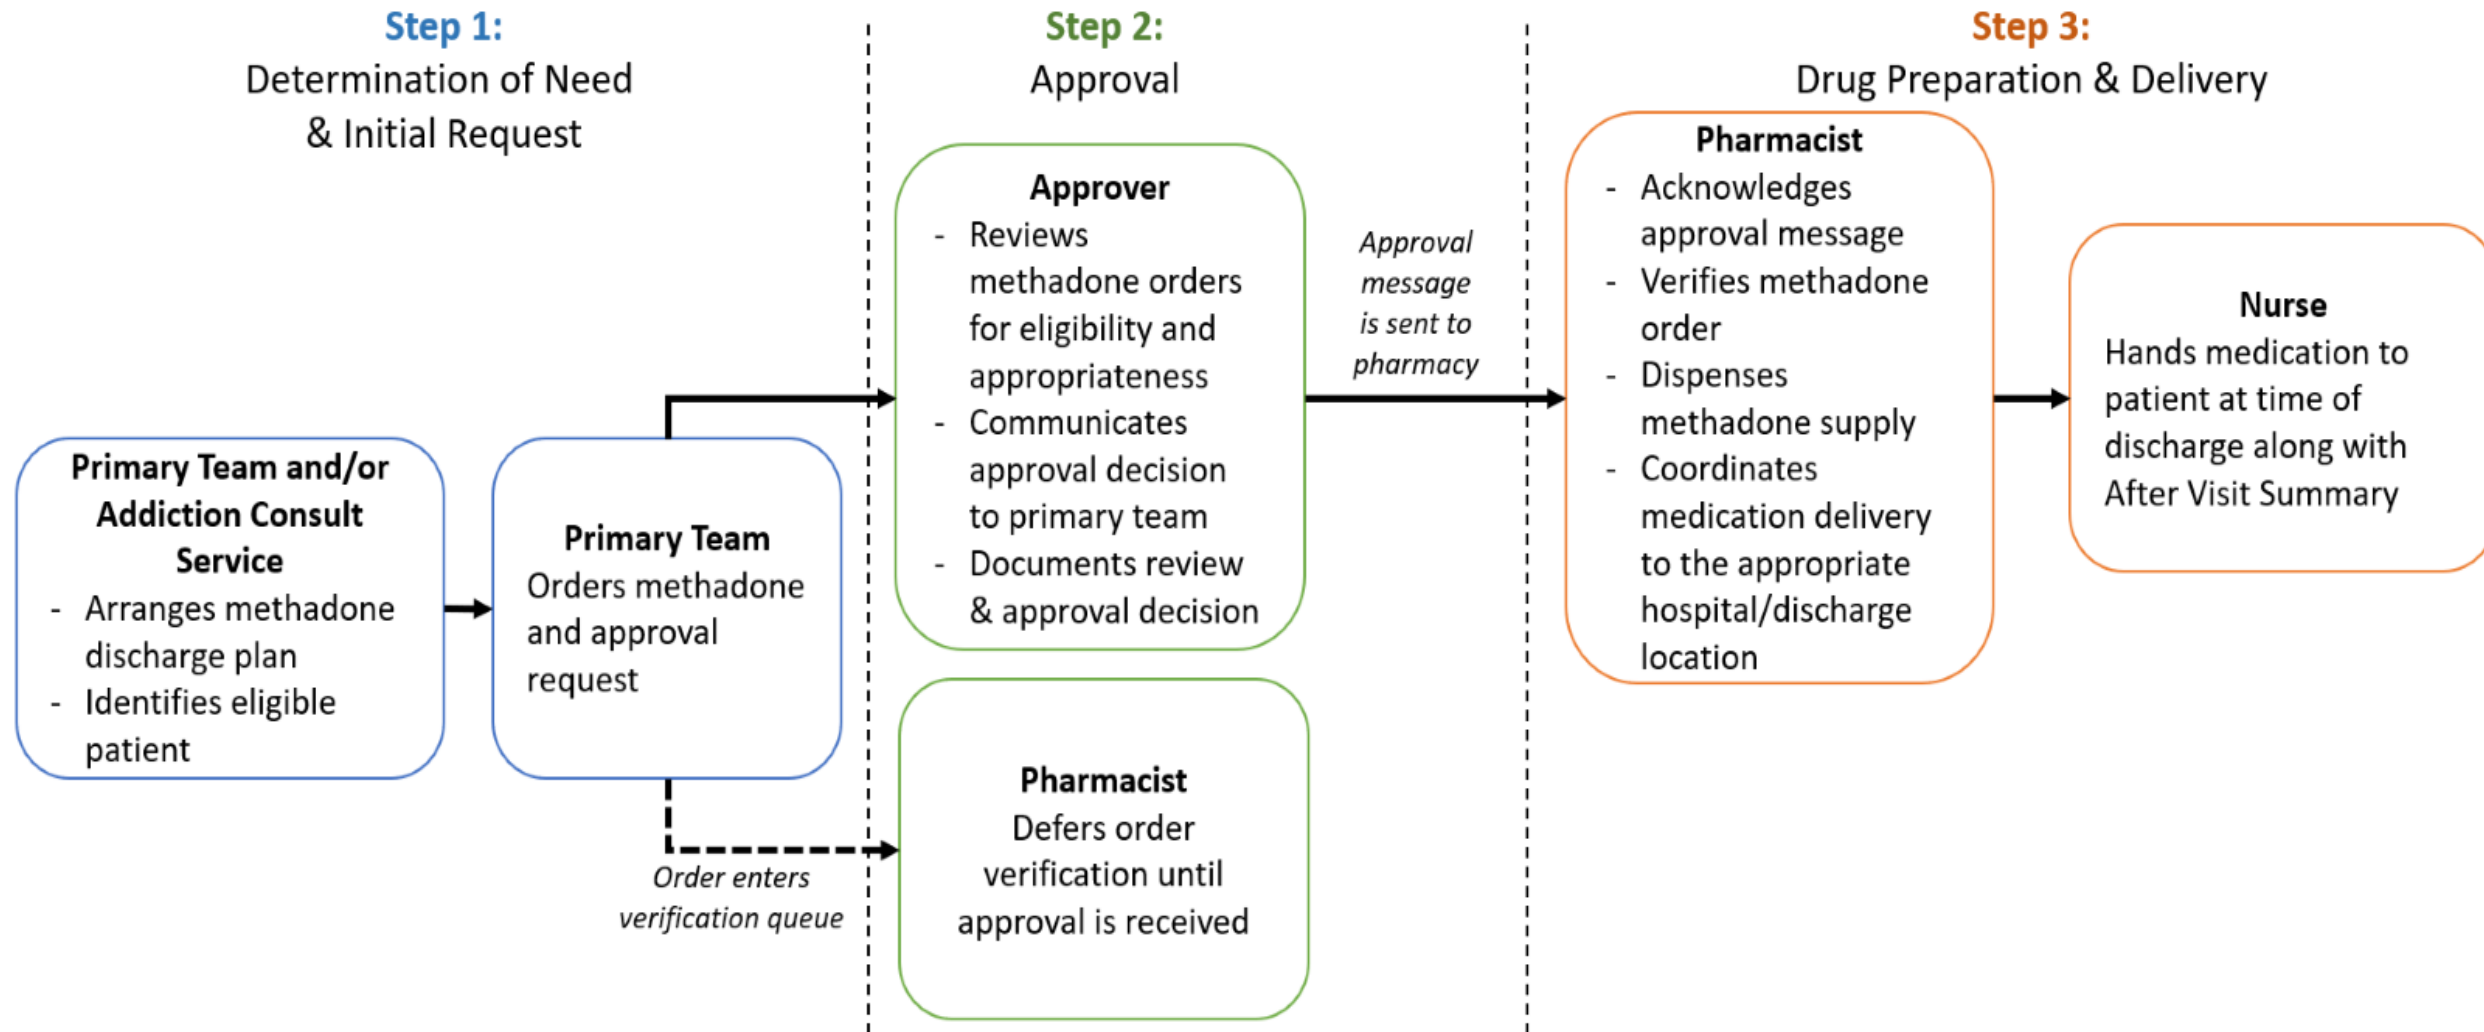 Step 1:
Determination of Need
& Initial Request
Primary Team and/or
Addiction Consult
Service
- Arranges methadone
discharge plan
- Identifies eligible
patient
Primary Team
Orders methadone
and approval
request
Order enters
verification queue
Step 2:
Approval
Approver
- Reviews
methadone orders
for eligibility and
appropriateness
- Communicates
approval decision
to primary team
- Documents review
& approval decision
Pharmacist
Defers order
verification until
approval is received
Approval
message
is sent to
pharmacy
Step 3:
Drug Preparation & Delivery
Pharmacist
- Acknowledges
approval message
- Verifies methadone
order
- Dispenses
methadone supply
- Coordinates
medication delivery
to the appropriate
hospital/discharge
location
Nurse
Hands medication to
patient at time of
discharge along with
After Visit Summary